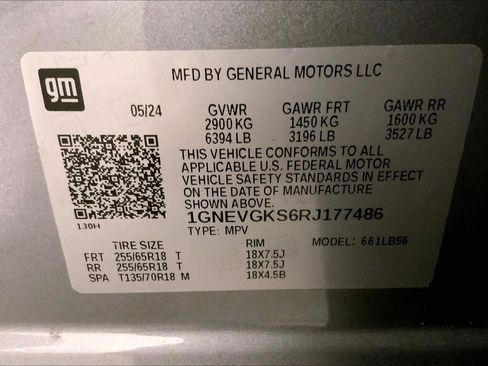 gm
MFD BY GENERAL MOTORS LLC
05/24 GVWR GAWR FRT GAWR RR
2900 KG 1450 KG 1600 KG
6394 LB 3196 LB 3527 LB
THIS VEHICLE CONFORMS TO ALL
APPLICABLE U.S. FEDERAL MOTOR
VEHICLE SAFETY STANDARDS IN EFFECT
ON THE DATE OF MANUFACTURE
SHOWN ABOVE.
1GNEVGKS6RJ177486
130H
TYPE: MPV MODEL: 661LB56
TIRE SIZE RIM
FRT 255/65R18 T 18X7.5J
RR 255/65R18 T 18X7.5J
SPA T135/70R18 M 18X4.5B